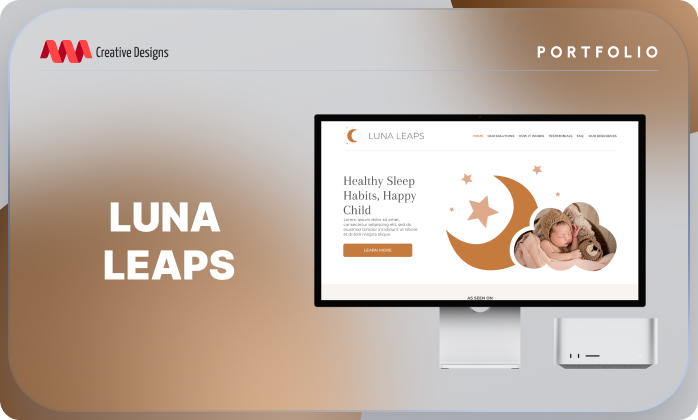 Creative Designs
PORTFOLIO
LUNA LEAPS
HOME OUR SOLUTIONS HOW IT WORKS TESTIMONIALS FAQ OUR RESOURCES
Healthy Sleep
Habits, Happy
Child
Lorem ipsum dolor sit amet,
consectetur adipiscing elit, sed do
eiusmod tempor incididunt ut labore
et dolore magna aliqua.
LEARN MORE
AS SEEN ON
LUNA
LEAPS